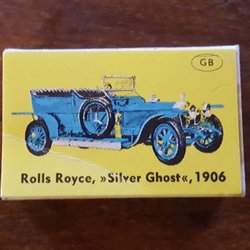 GB
Rolls Royce, »Silver Ghost«, 1906